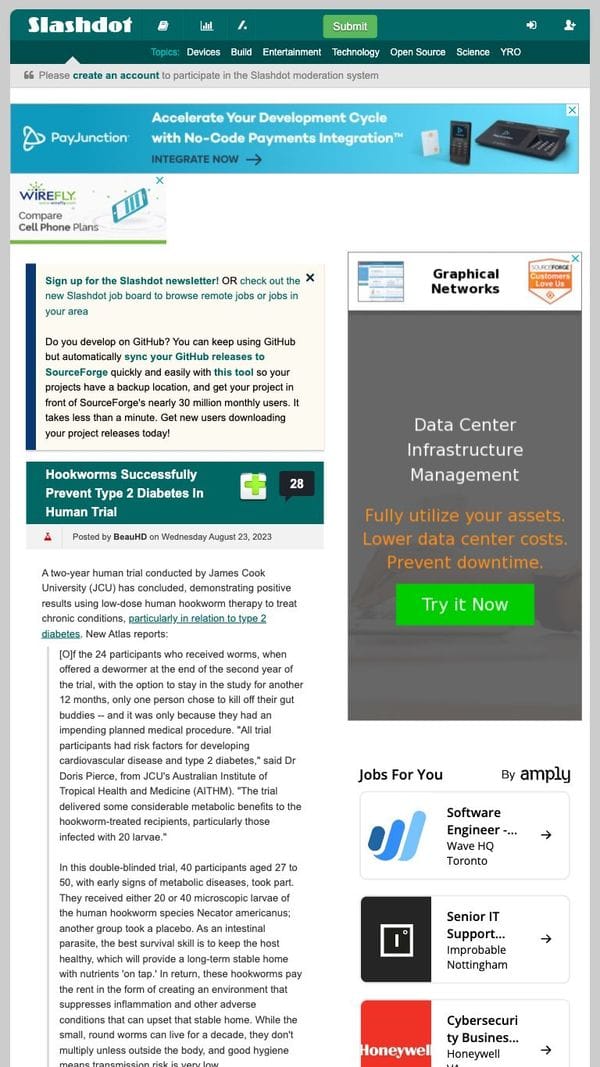 Slashdot
Submit
Topics: Devices Build Entertainment Technology Open Source Science YRO
Please create an account to participate in the Slashdot moderation system
PayJunction
Accelerate Your Development Cycle
with No-Code Payments Integration™
INTEGRATE NOW
WIREFLY
Compare
Cell Phone Plans
Sign up for the Slashdot newsletter! OR check out the
new Slashdot job board to browse remote jobs or jobs in
your area
Do you develop on GitHub? You can keep using GitHub
but automatically sync your GitHub releases to
SourceForge quickly and easily with this tool so your
projects have a backup location, and get your project in
front of SourceForge's nearly 30 million monthly users. It
takes less than a minute. Get new users downloading
your project releases today!
Hookworms Successfully
Prevent Type 2 Diabetes In
Human Trial
28
Posted by BeauHD on Wednesday August 23, 2023
A two-year human trial conducted by James Cook
University (JCU) has concluded, demonstrating positive
results using low-dose human hookworm therapy to treat
chronic conditions, particularly in relation to type 2
diabetes. New Atlas reports:
[O]f the 24 participants who received worms, when
offered a dewormer at the end of the second year of
the trial, with the option to stay in the study for another
12 months, only one person chose to kill off their gut
buddies -- and it was only because they had an
impending planned medical procedure. "All trial
participants had risk factors for developing
cardiovascular disease and type 2 diabetes," said Dr
Doris Pierce, from JCU's Australian Institute of
Tropical Health and Medicine (AITHM). "The trial
delivered some considerable metabolic benefits to the
hookworm-treated recipients, particularly those
infected with 20 larvae."
In this double-blinded trial, 40 participants aged 27 to
50, with early signs of metabolic diseases, took part.
They received either 20 or 40 microscopic larvae of
the human hookworm species Necator americanus;
another group took a placebo. As an intestinal
parasite, the best survival skill is to keep the host
healthy, which will provide a long-term stable home
with nutrients 'on tap.' In return, these hookworms pay
the rent in the form of creating an environment that
suppresses inflammation and other adverse
conditions that can upset that stable home. While the
small, round worms can live for a decade, they don't
multiply unless outside the body, and good hygiene
means transmission risk is very low.
Graphical
Networks
SOURCEFORGE
Customers
Love Us
Data Center
Infrastructure
Management
Fully utilize your assets.
Lower data center costs.
Prevent downtime.
Try it Now
Jobs For You
By amply
Software
Engineer -...
Wave HQ
Toronto
Senior IT
Support...
Improbable
Nottingham
Honeywell
Cybersecuri
ty Busines...
Honeywell